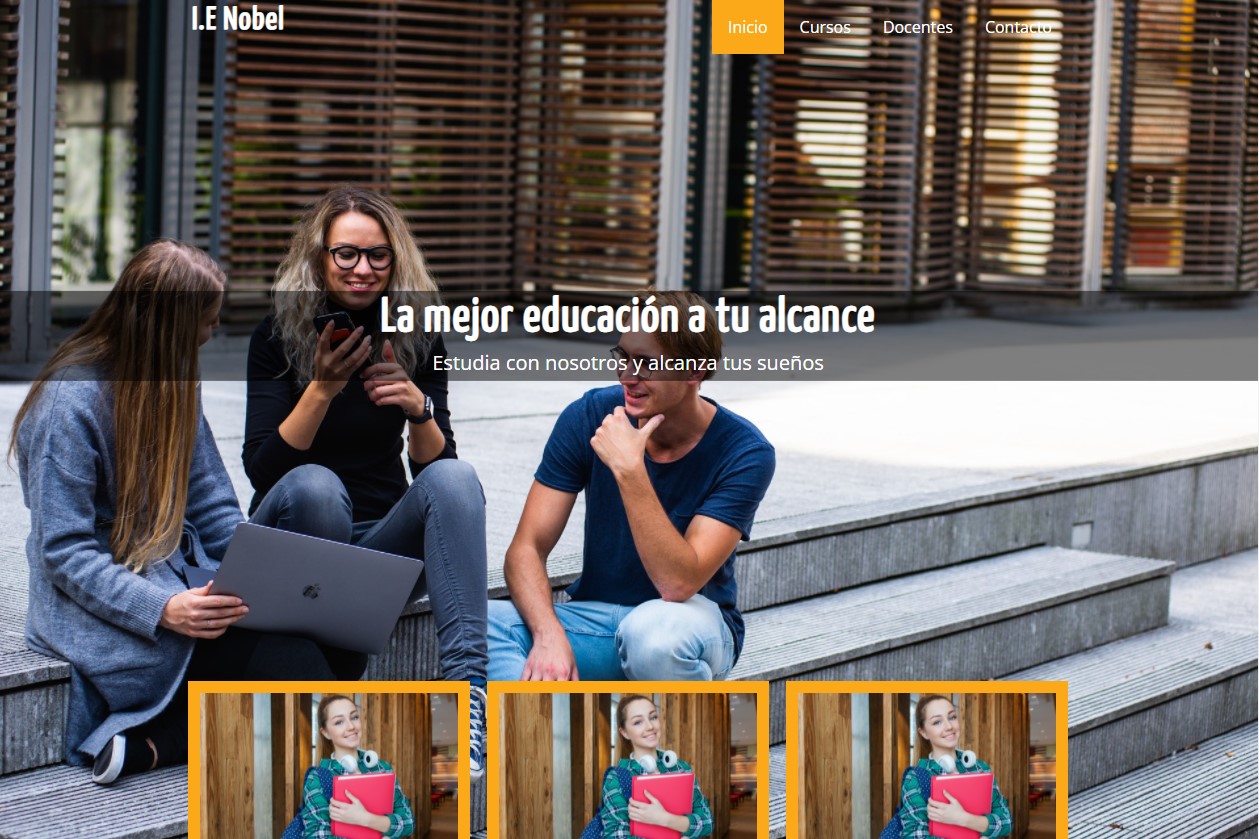 I.E Nobel
Inicio Cursos Docentes Contacto
La mejor educación a tu alcance
Estudia con nosotros y alcanza tus sueños